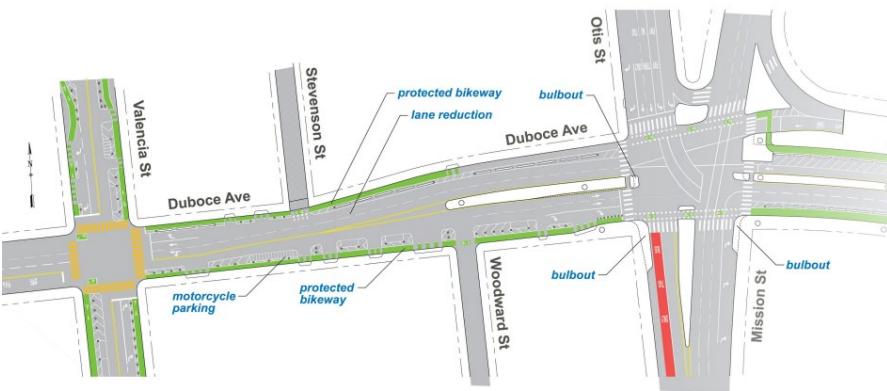 Otis St
Stevenson St
Valencia St
protected bikeway
bulbout
lane reduction
Duboce Ave
Duboce Ave
N
motorcycle
parking
protected
bikeway
Woodward St
bulbout
bulbout
Mission St